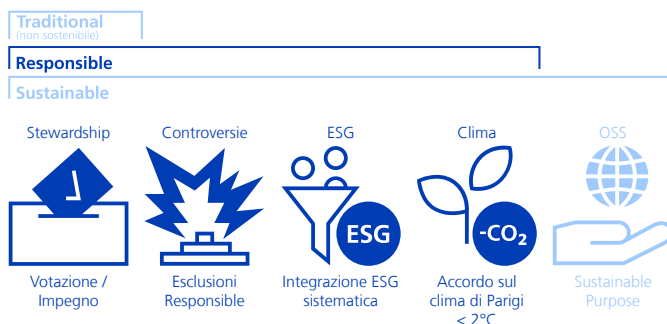 Traditional
(non sostenibile)
Responsible
Sustainable
Stewardship
Controversie
ESG
Clima
OSS
ESG
-CO₂
Votazione /
Impegno
Esclusioni
Responsible
Integrazione ESG
sistematica
Accordo sul
clima di Parigi
< 2°C
Sustainable
Purpose